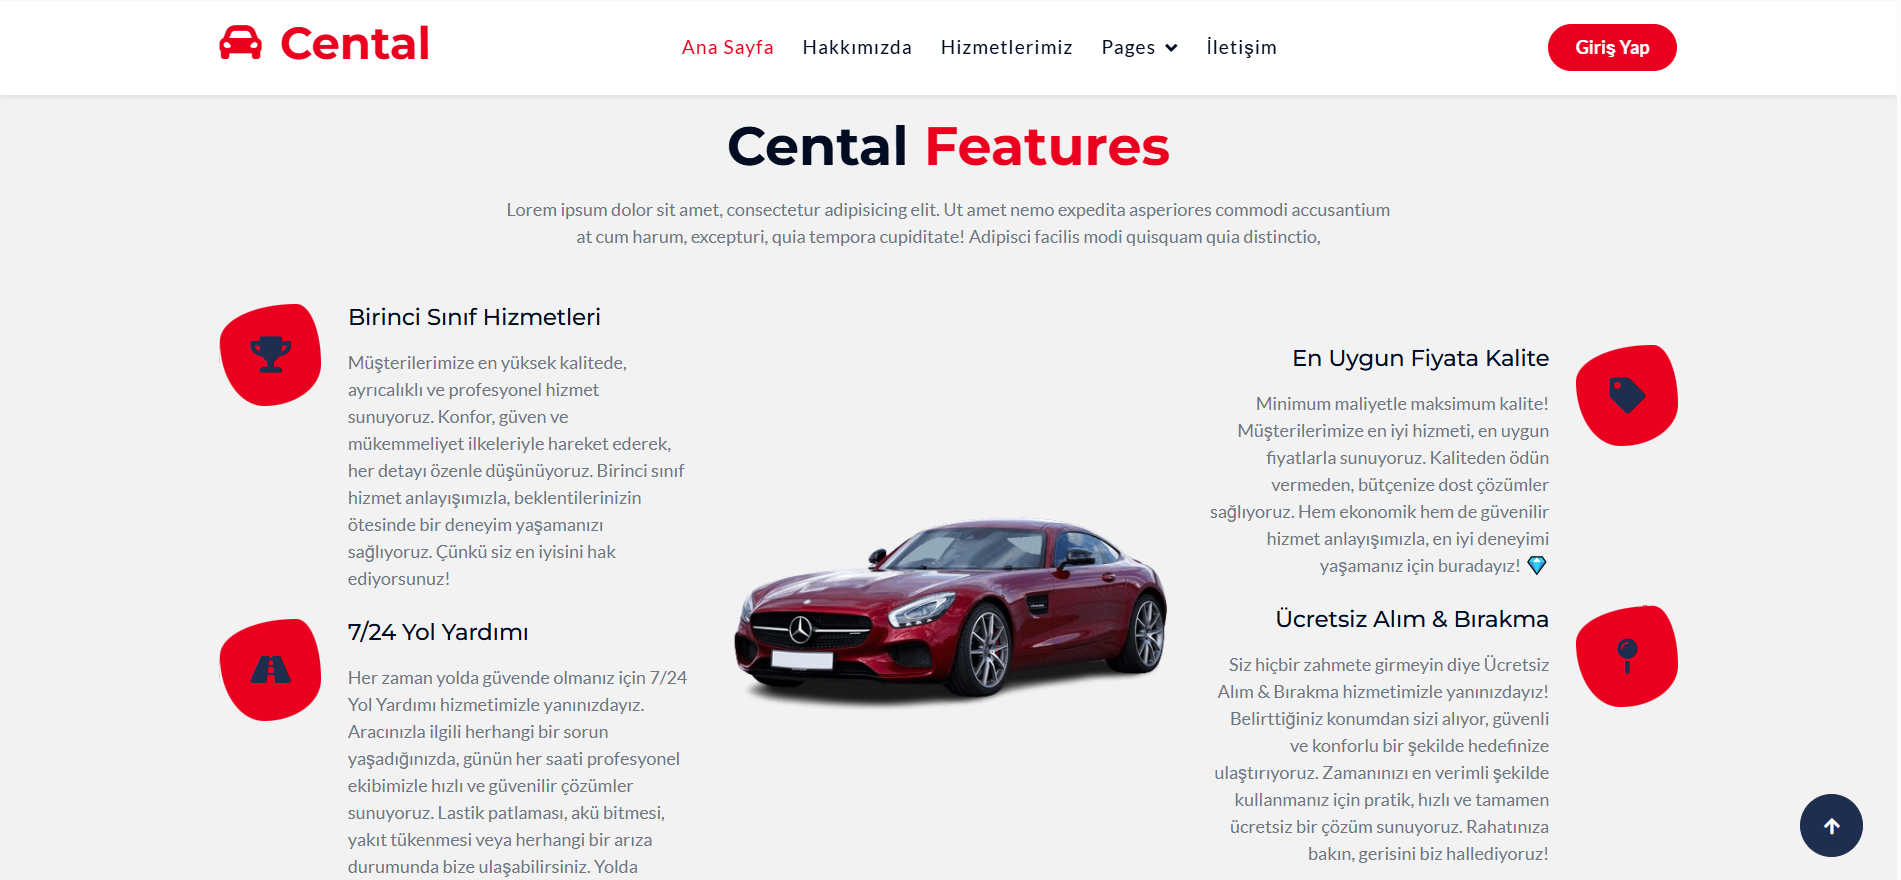 Cental
Ana Sayfa
Hakkımızda
Hizmetlerimiz
Pages
İletişim
Giriş Yap
Cental Features
Lorem ipsum dolor sit amet, consectetur adipisicing elit. Ut amet nemo expedita asperiores commodi accusantium
at cum harum, excepturi, quia tempora cupiditate! Adipisci facilis modi quisquam quia distinctio,
Birinci Sınıf Hizmetleri
Müşterilerimize en yüksek kalitede,
ayrıcalıklı ve profesyonel hizmet
sunuyoruz. Konfor, güven ve
mükemmeliyet ilkeleriyle hareket ederek,
her detayı özenle düşünüyoruz. Birinci sınıf
hizmet anlayışımızla, beklentilerinizin
ötesinde bir deneyim yaşamanızı
sağlıyoruz. Çünkü siz en iyisini hak
ediyorsunuz!
7/24 Yol Yardımı
Her zaman yolda güvende olmanız için 7/24
Yol Yardımı hizmetimizle yanınızdayız.
Aracınızla ilgili herhangi bir sorun
yaşadığınızda, günün her saati profesyonel
ekibimizle hızlı ve güvenilir çözümler
sunuyoruz. Lastik patlaması, akü bitmesi,
yakıt tükenmesi veya herhangi bir arıza
durumunda bize ulaşabilirsiniz. Yolda
En Uygun Fiyata Kalite
Minimum maliyetle maksimum kalite!
Müşterilerimize en iyi hizmeti, en uygun
fiyatlarla sunuyoruz. Kaliteden ödün
vermeden, bütçenize dost çözümler
sağlıyoruz. Hem ekonomik hem de güvenilir
hizmet anlayışımızla, en iyi deneyimi
yaşamanız için buradayız! 💎
Ücretsiz Alım & Bırakma
Siz hiçbir zahmete girmeyin diye Ücretsiz
Alım & Bırakma hizmetimizle yanınızdayız!
Belirttiğiniz konumdan sizi alıyor, güvenli
ve konforlu bir şekilde hedefinize
ulaştırıyoruz. Zamanınızı en verimli şekilde
kullanmanız için pratik, hızlı ve tamamen
ücretsiz bir çözüm sunuyoruz. Rahatınıza
bakın, gerisini biz hallediyoruz!